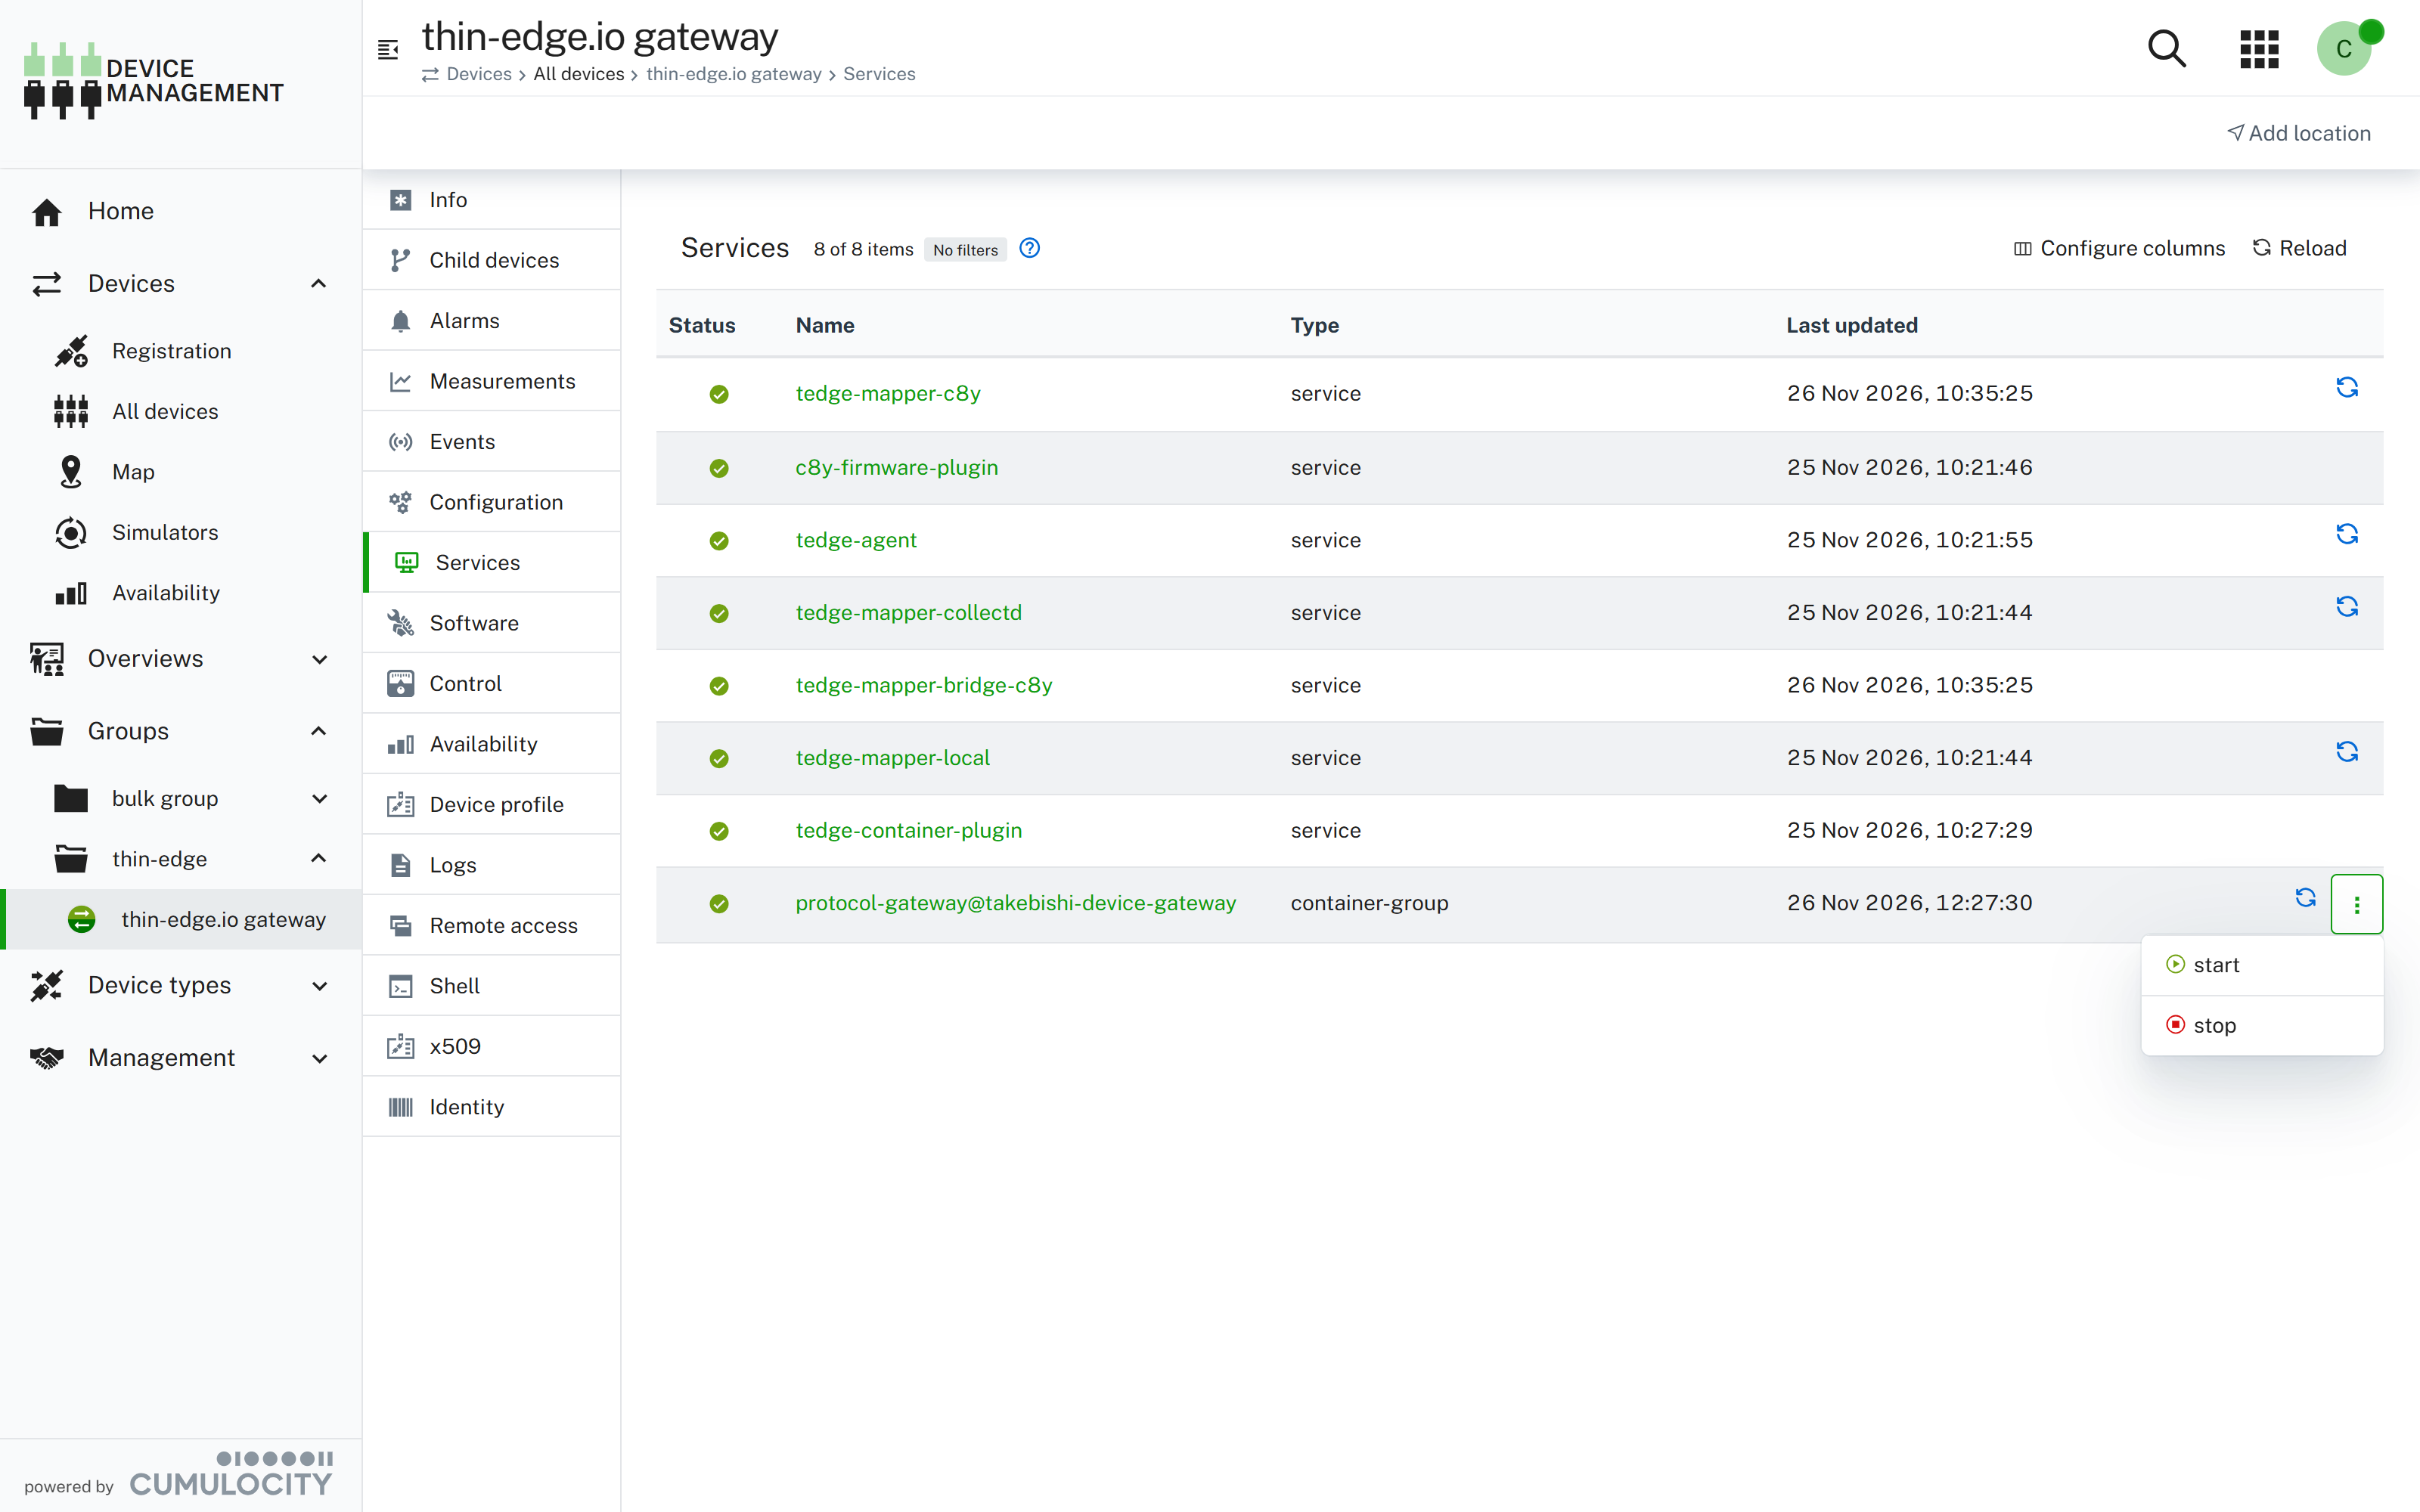 DEVICE
MANAGEMENT
Home
Devices
Registration
All devices
Map
Simulators
Availability
Overviews
Groups
bulk group
thin-edge
thin-edge.io gateway
Device types
Management
powered by CUMULOCITY
thin-edge.io gateway
Devices › All devices › thin-edge.io gateway › Services
C
Add location
Info
Child devices
Alarms
Measurements
Events
Configuration
Services
Software
Control
Availability
Device profile
Logs
Remote access
Shell
x509
Identity
Services 8 of 8 items No filters ?
Configure columns Reload
Status Name Type Last updated
tedge-mapper-c8y service 26 Nov 2026, 10:35:25
c8y-firmware-plugin service 25 Nov 2026, 10:21:46
tedge-agent service 25 Nov 2026, 10:21:55
tedge-mapper-collectd service 25 Nov 2026, 10:21:44
tedge-mapper-bridge-c8y service 26 Nov 2026, 10:35:25
tedge-mapper-local service 25 Nov 2026, 10:21:44
tedge-container-plugin service 25 Nov 2026, 10:27:29
protocol-gateway@takebishi-device-gateway container-group 26 Nov 2026, 12:27:30
start
stop